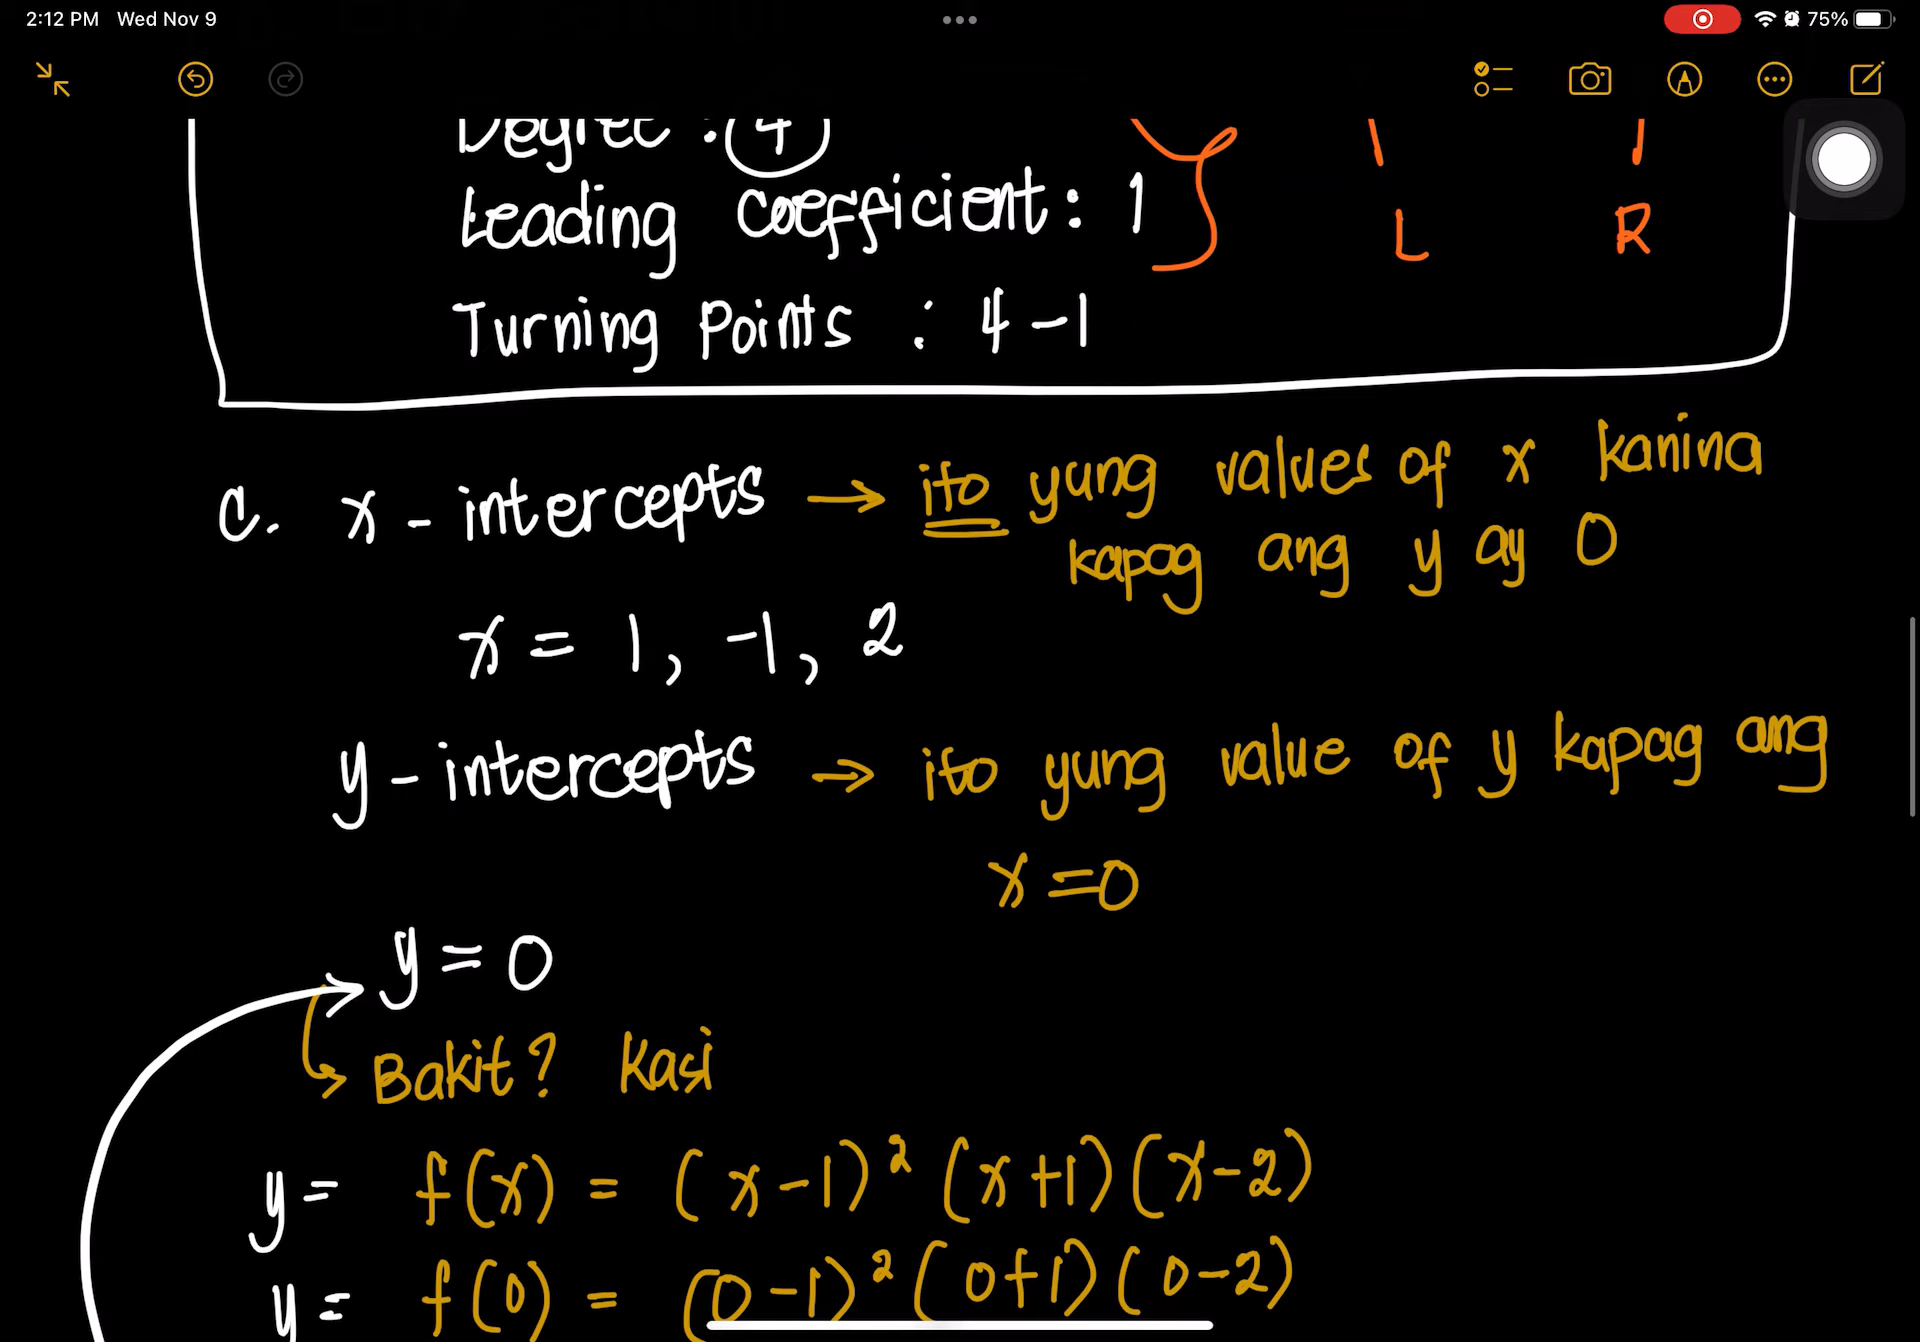 2:12 PM Wed Nov 9
75%
Degree : 4
Leading coefficient : 1
L R
Turning Points : 4-1
c. x - intercepts → ito yung values of x kanina
kapag ang y ay 0
x = 1, -1, 2
y - intercepts → ito yung value of y kapag ang
x = 0
y = 0
Bakit? Kasi
y = f(x) = (x-1)² (x+1) (x-2)
y = f(0) = (0-1)² (0+1) (0-2)